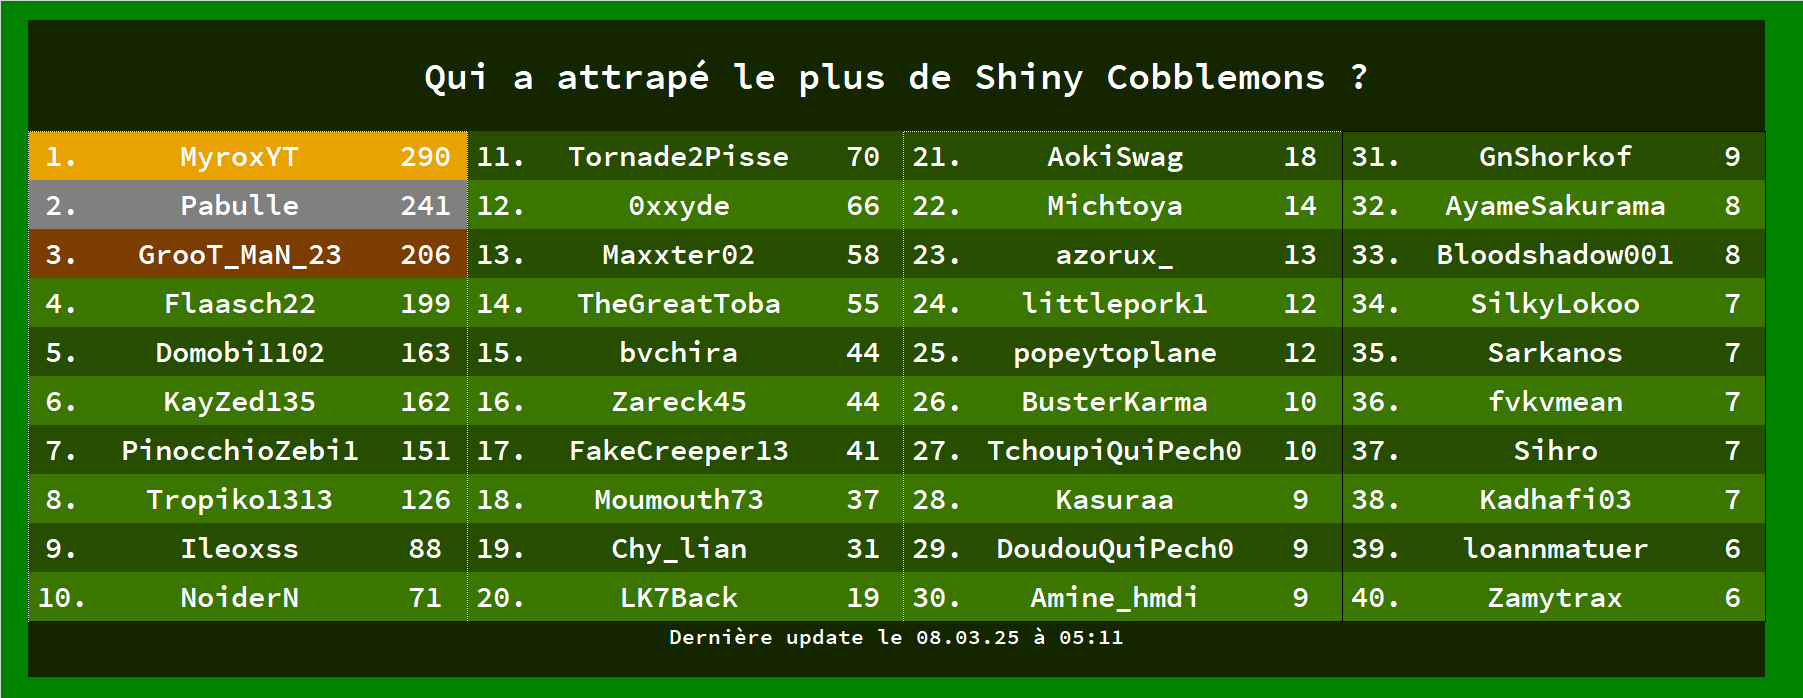 Qui a attrapé le plus de Shiny Cobblemons ?
1. MyroxYT 290
2. Pabulle 241
3. GrooT_MaN_23 206
4. Flaasch22 199
5. Domobi1102 163
6. KayZed135 162
7. PinocchioZebi1 151
8. Tropiko1313 126
9. Ileoxss 88
10. NoiderN 71
11. Tornade2Pisse 70
12. 0xxyde 66
13. Maxxter02 58
14. TheGreatToba 55
15. bvchira 44
16. Zareck45 44
17. FakeCreeper13 41
18. Moumouth73 37
19. Chy_lian 31
20. LK7Back 19
21. AokiSwag 18
22. Michtoya 14
23. azorux_ 13
24. littlepork1 12
25. popeytoplane 12
26. BusterKarma 10
27. TchoupiQuiPech0 10
28. Kasuraa 9
29. DoudouQuiPech0 9
30. Amine_hmdi 9
31. GnShorkof 9
32. AyameSakurama 8
33. Bloodshadow001 8
34. SilkyLokoo 7
35. Sarkanos 7
36. fvkvmean 7
37. Sihro 7
38. Kadhafi03 7
39. loannmatuer 6
40. Zamytrax 6
Dernière update le 08.03.25 à 05:11